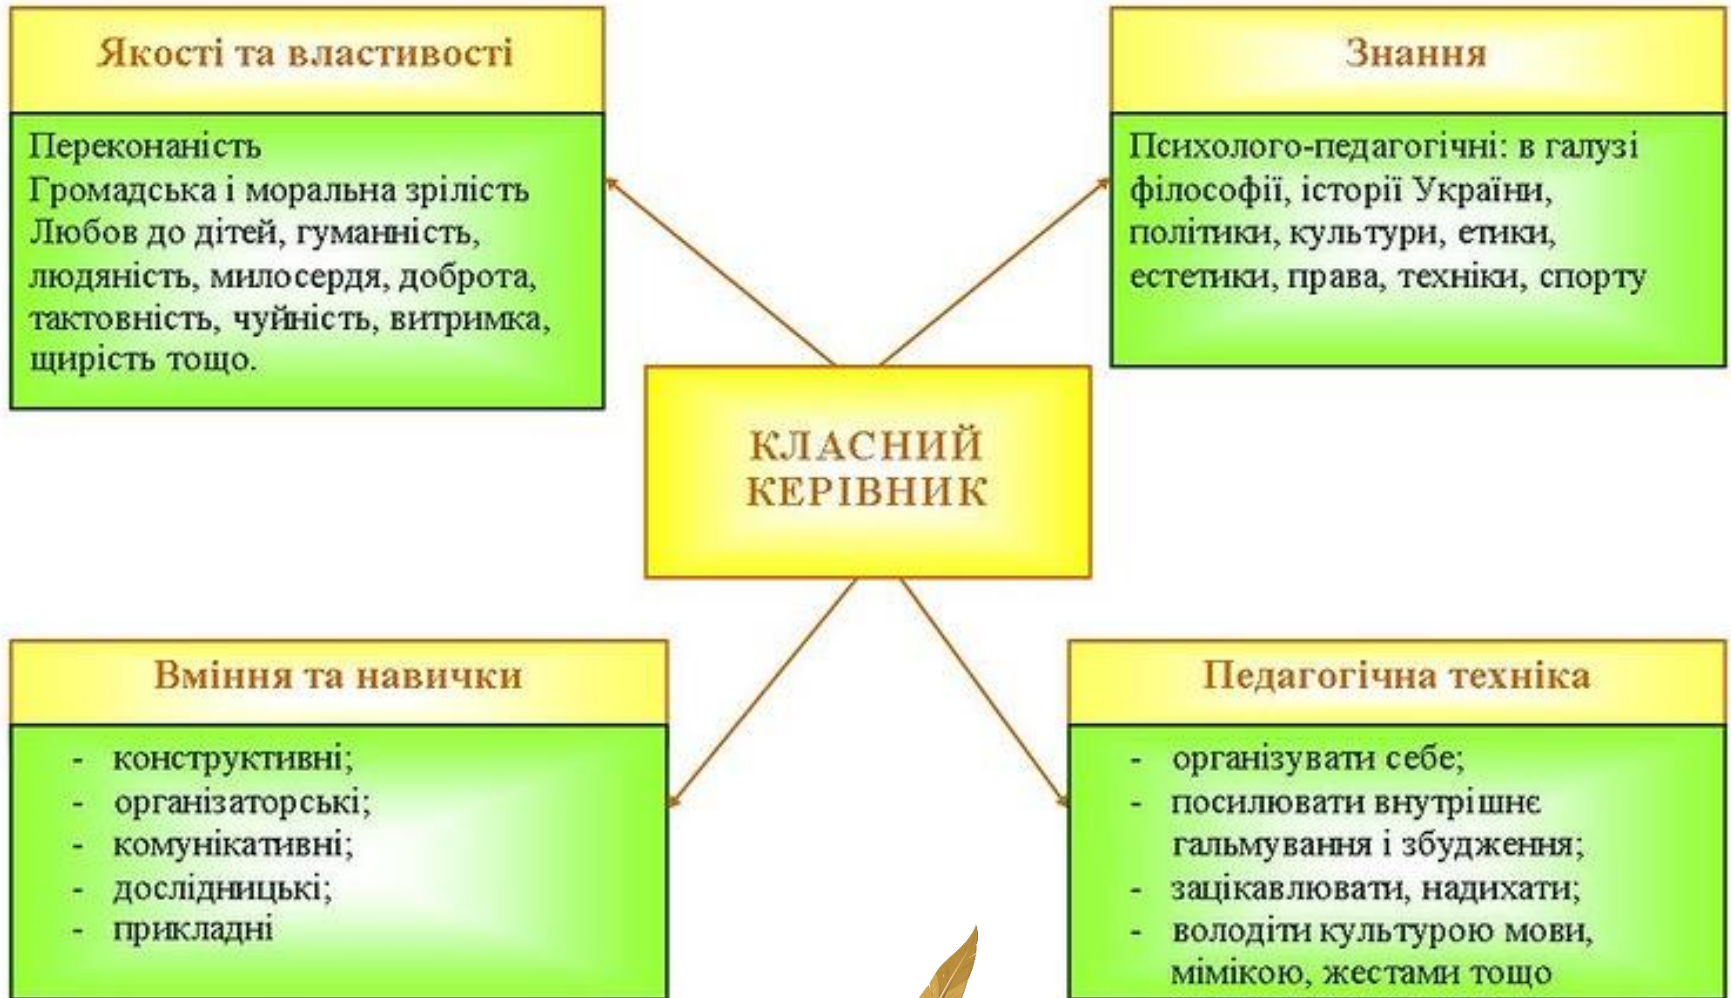 Якості та властивості
Переконаність
Громадська і моральна зрілість
Любов до дітей, гуманність,
людяність, милосердя, доброта,
тактовність, чуйність, витримка,
щирість тощо.
Знання
Психолого-педагогічні: в галузі
філософії, історії України,
політики, культури, етики,
естетики, права, техніки, спорту
КЛАСНИЙ
КЕРІВНИК
Вміння та навички
- конструктивні;
- організаторські;
- комунікативні;
- дослідницькі;
- прикладні
Педагогічна техніка
- організувати себе;
- посилювати внутрішнє
гальмування і збудження;
- зацікавлювати, надихати;
- володіти культурою мови,
мімікою, жестами тощо